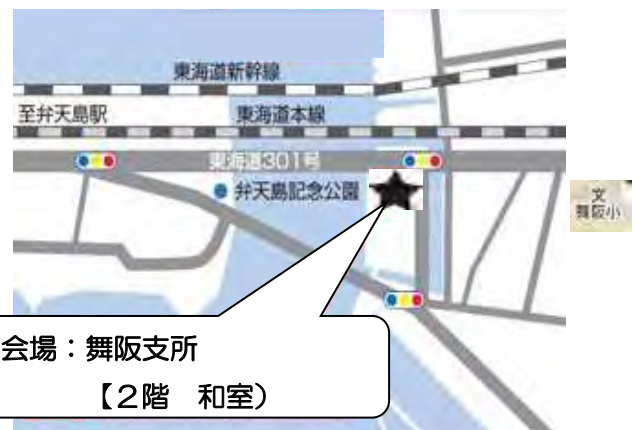 東海道新幹線
至弁天島駅
東海道本線
東海道301号
弁天島記念公園
文
舞阪小
会場：舞阪支所
【２階　和室）